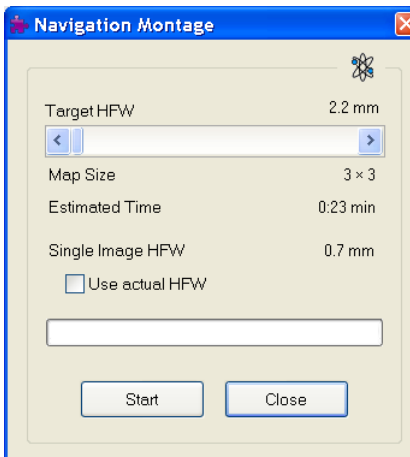 Navigation Montage
Target HFW 2.2 mm
Map Size 3 × 3
Estimated Time 0:23 min
Single Image HFW 0.7 mm
Use actual HFW
Start Close